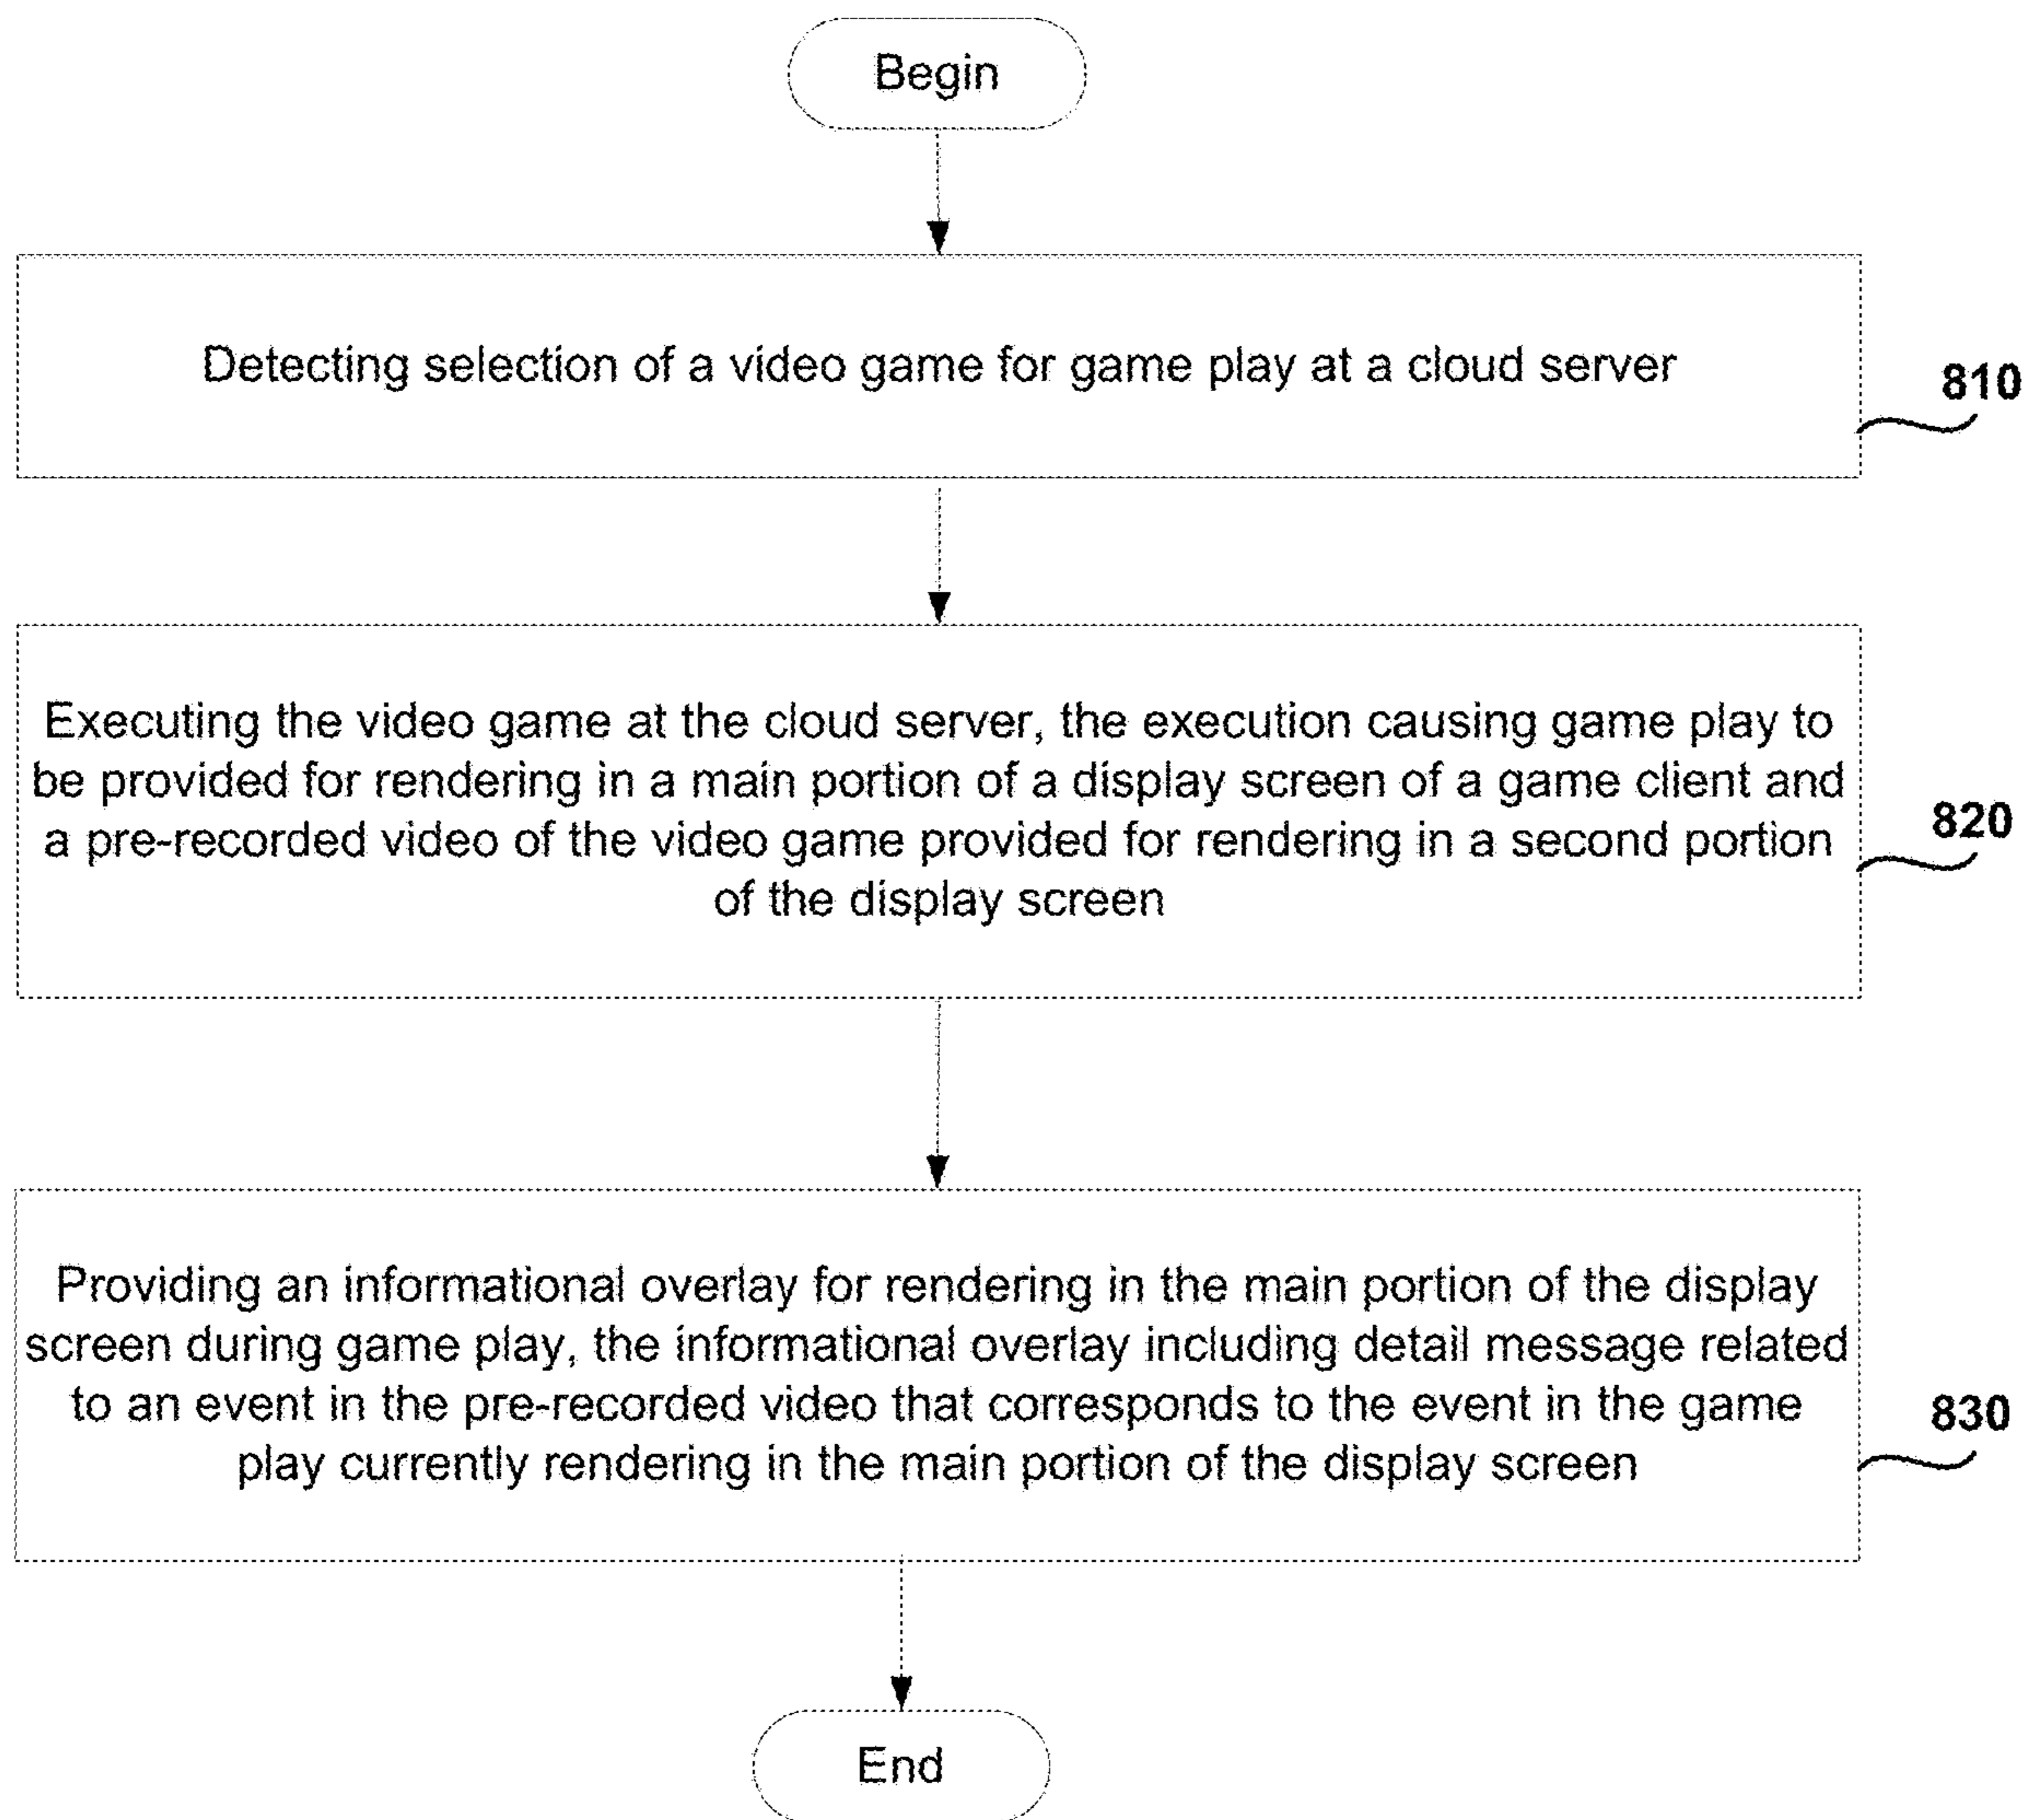 Begin
Detecting selection of a video game for game play at a cloud server
810
Executing the video game at the cloud server, the execution causing game play to
be provided for rendering in a main portion of a display screen of a game client and
a pre-recorded video of the video game provided for rendering in a second portion
of the display screen
820
Providing an informational overlay for rendering in the main portion of the display
screen during game play, the informational overlay including detail message related
to an event in the pre-recorded video that corresponds to the event in the game
play currently rendering in the main portion of the display screen
830
End